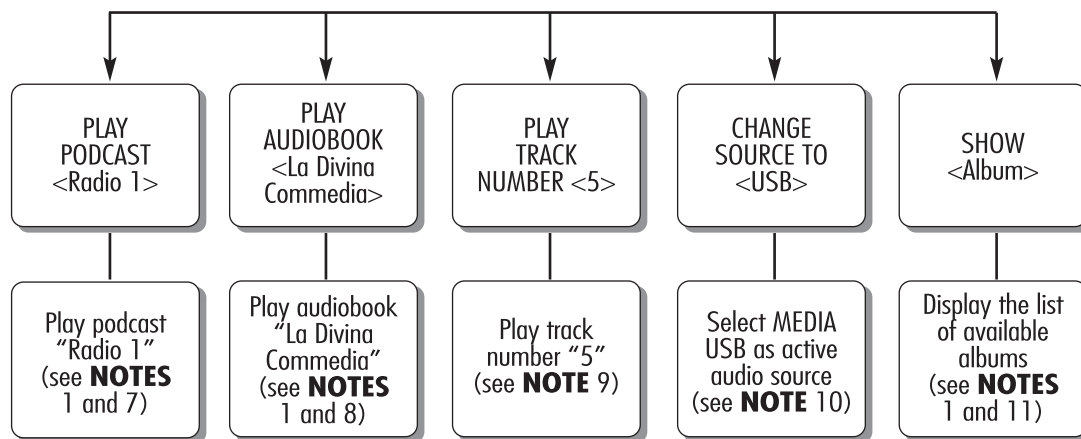 PLAY
PODCAST
<Radio 1>
PLAY
AUDIOBOOK
<La Divina
Commedia>
PLAY
TRACK
NUMBER <5>
CHANGE
SOURCE TO
<USB>
SHOW
<Album>
Play podcast
“Radio 1”
(see NOTES
1 and 7)
Play audiobook
“La Divina
Commedia”
(see NOTES
1 and 8)
Play track
number “5”
(see NOTE 9)
Select MEDIA
USB as active
audio source
(see NOTE 10)
Display the list
of available
albums
(see NOTES
1 and 11)